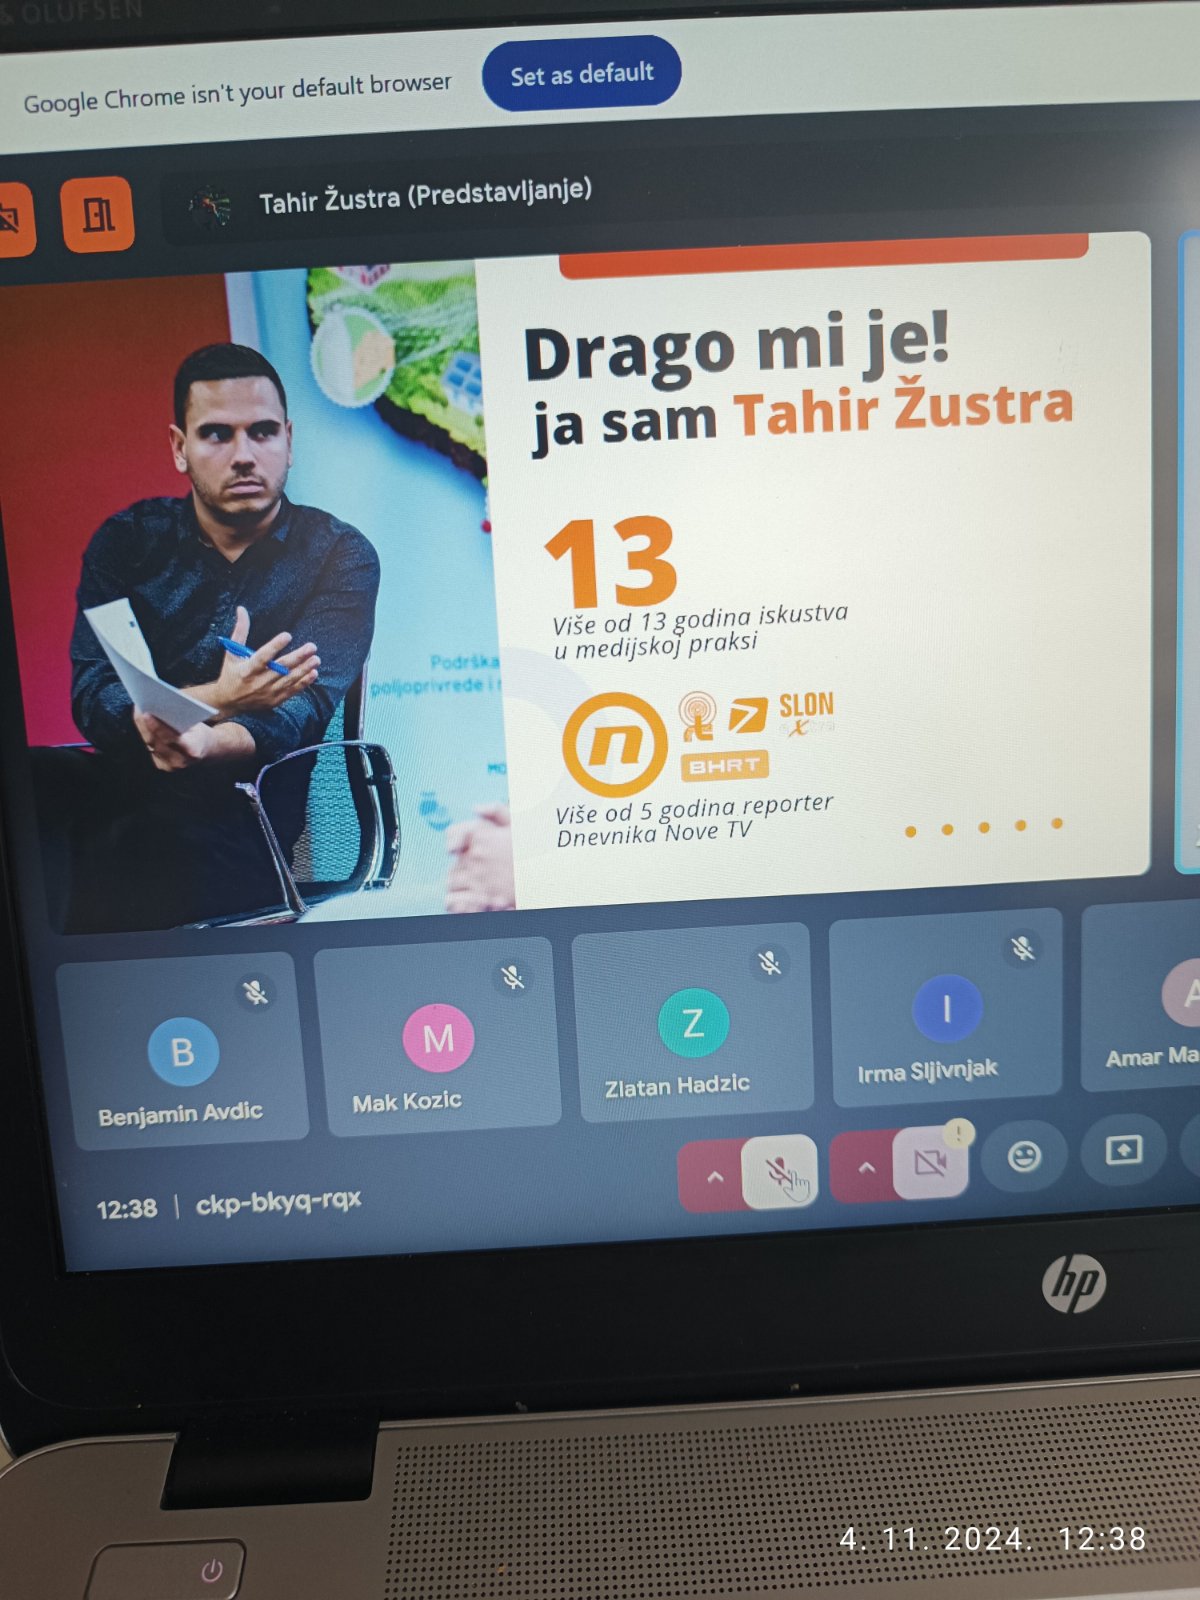 & OLUFSEN
Google Chrome isn't your default browser
Set as default
Tahir Žustra (Predstavljanje)
Drago mi je!
ja sam Tahir Žustra
13
Više od 13 godina iskustva
u medijskoj praksi
Podrška
poljoprivrede i
n
SLON
BHRT
Više od 5 godina reporter
Dnevnika Nove TV
B
M
Z
I
A
Benjamin Avdic
Mak Kozic
Zlatan Hadzic
Irma Sljivnjak
Amar Ma
12:38 | ckp-bkyq-rqx
hp
4. 11. 2024. 12:38